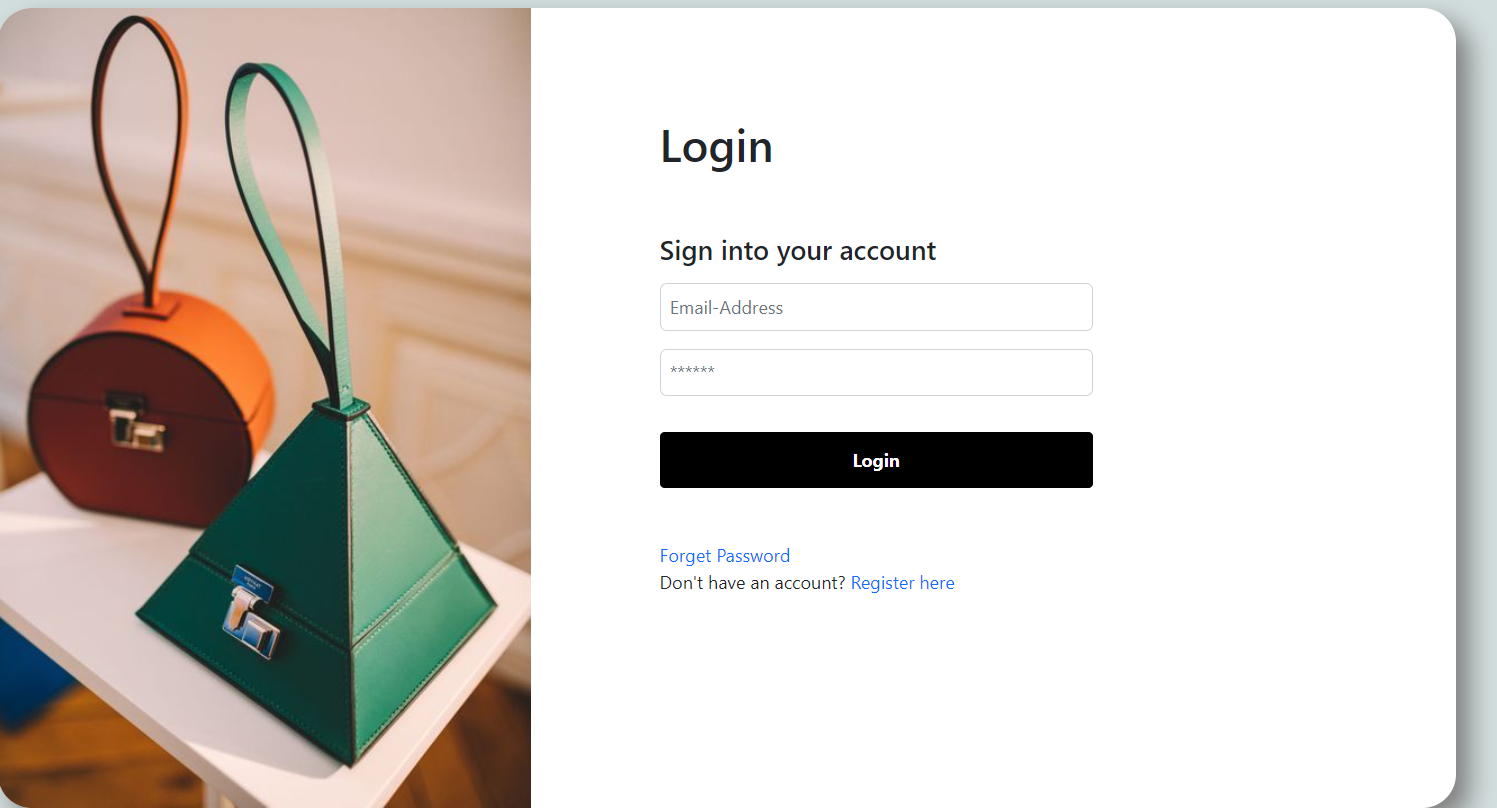 Login
Sign into your account
Email-Address
******
Login
Forget Password
Don't have an account? Register here